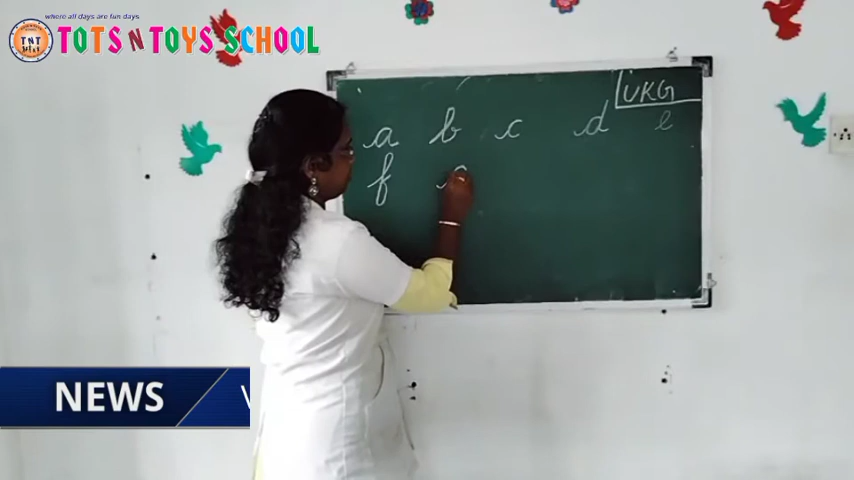 where all days are fun days
TNT
TOTS N TOYS SCHOOL
UKG
a b c d e
f
NEWS